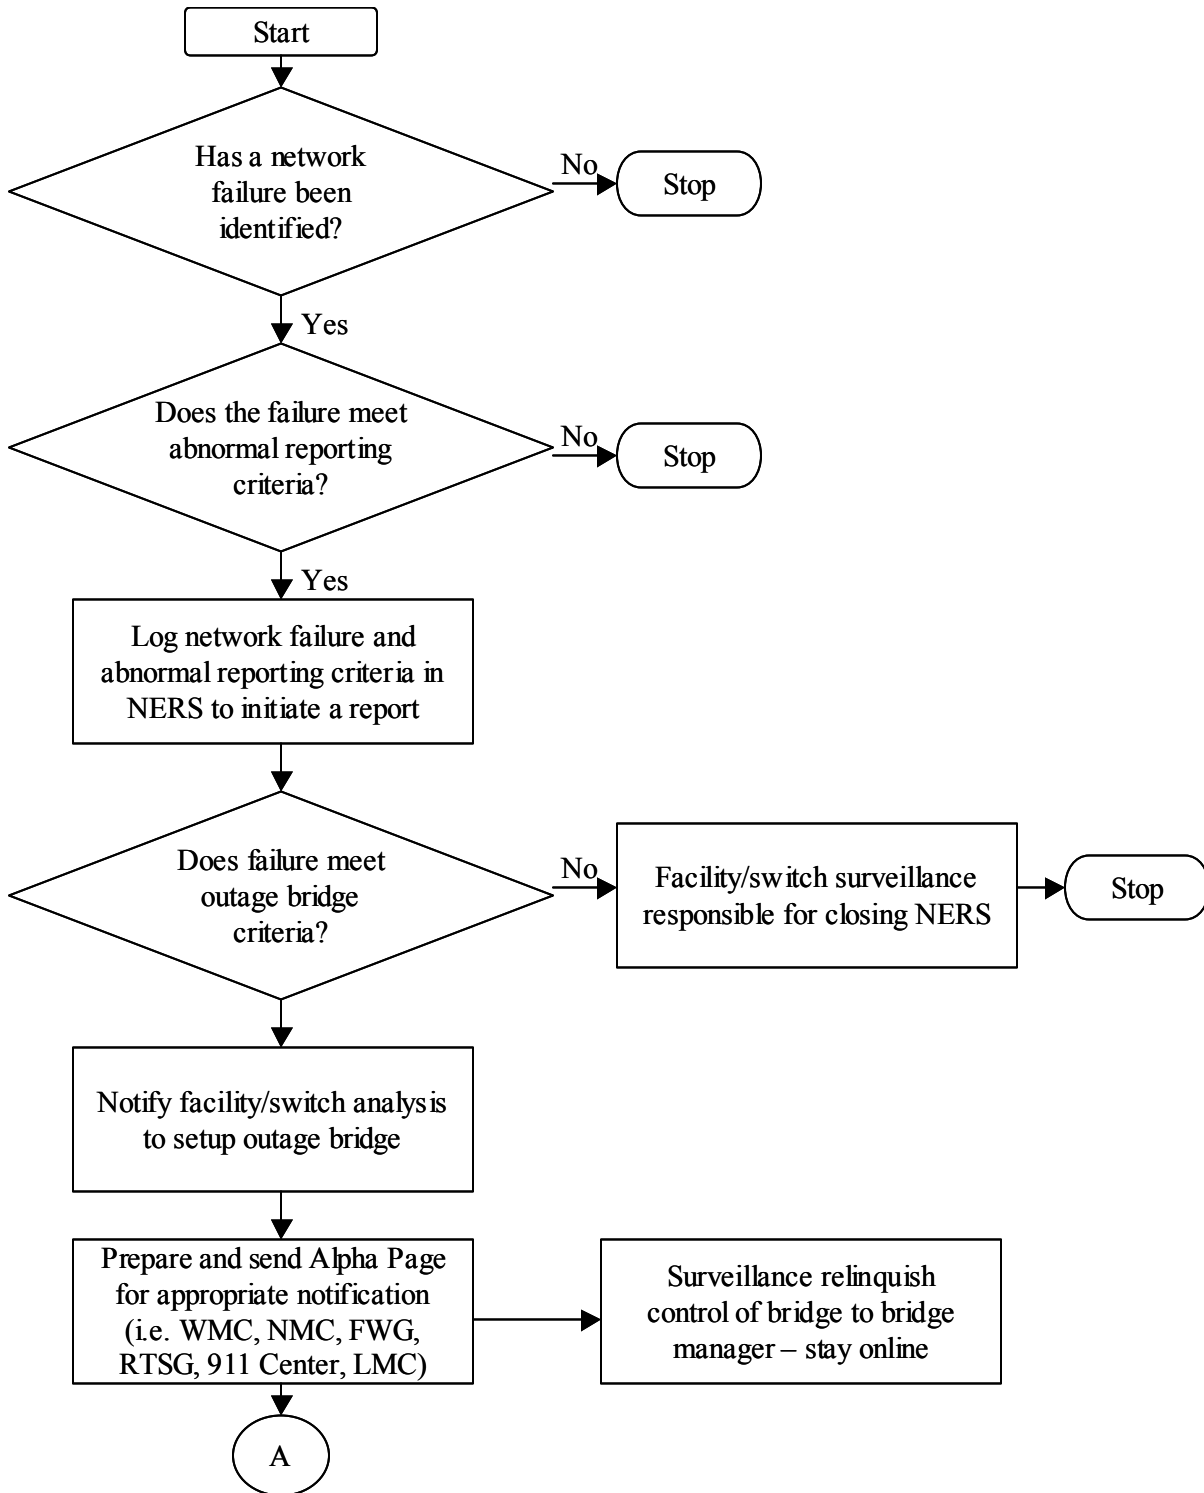 Start
Has a network
failure been
identified?
No
Stop
Yes
Does the failure meet
abnormal reporting
criteria?
No
Stop
Yes
Log network failure and
abnormal reporting criteria in
NERS to initiate a report
Does failure meet
outage bridge
criteria?
No
Facility/switch surveillance
responsible for closing NERS
Stop
Notify facility/switch analysis
to setup outage bridge
Prepare and send Alpha Page
for appropriate notification
(i.e. WMC, NMC, FWG,
RTSG, 911 Center, LMC)
Surveillance relinquish
control of bridge to bridge
manager – stay online
A